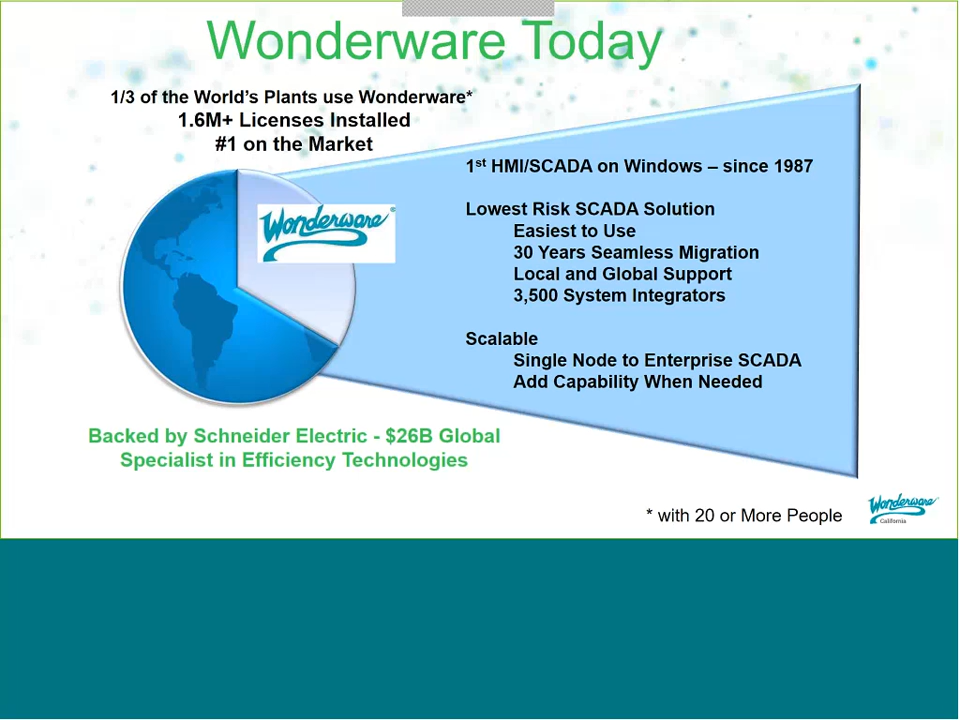 Wonderware Today
1/3 of the World's Plants use Wonderware*
1.6M+ Licenses Installed
#1 on the Market
Wonderware®
1st HMI/SCADA on Windows – since 1987
Lowest Risk SCADA Solution
Easiest to Use
30 Years Seamless Migration
Local and Global Support
3,500 System Integrators
Scalable
Single Node to Enterprise SCADA
Add Capability When Needed
Backed by Schneider Electric - $26B Global
Specialist in Efficiency Technologies
* with 20 or More People
Wonderware
California